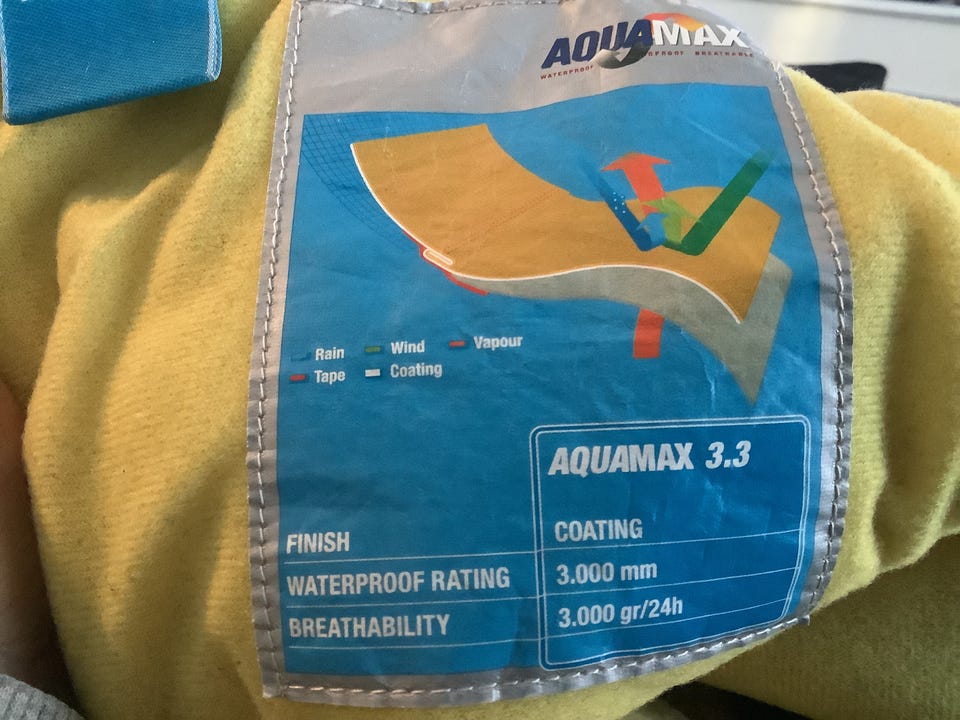 AQUAMAX
WATERPROOF BREATHABLE
Rain Wind Vapour
Tape Coating
AQUAMAX 3.3
FINISH COATING
WATERPROOF RATING 3.000 mm
BREATHABILITY 3.000 gr/24h